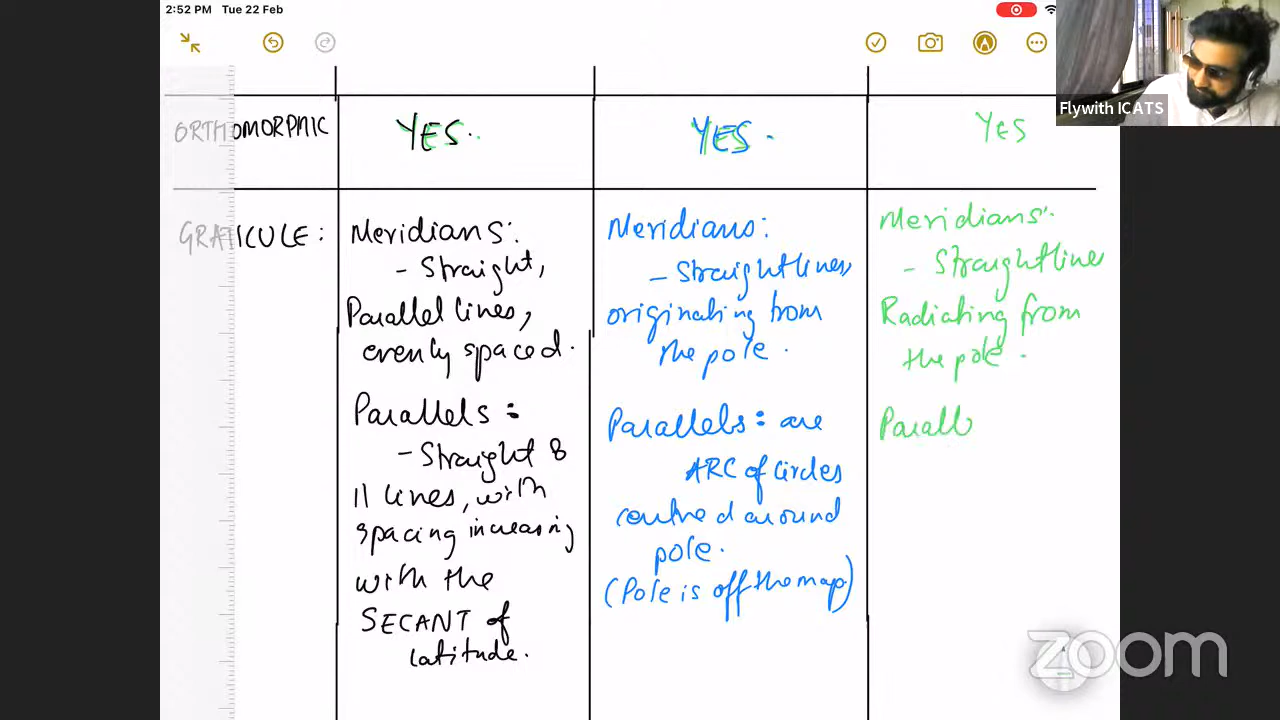 2:52 PM Tue 22 Feb
Flywith ICATS
ORTHOMORPHIC
YES.
YES.
YES
GRATICULE:
Meridians:
- Straight,
Parallel lines,
evenly spaced.
Parallels:
- Straight &
|| lines, with
spacing increasing
with the
SECANT of
latitude.
Meridians:
- Straight lines,
originating from
the pole.
Parallels: are
ARC of Circles
centred around
pole.
(Pole is off the map)
Meridians:
- Straight lines
Radiating from
the pole.
Parall
zoom